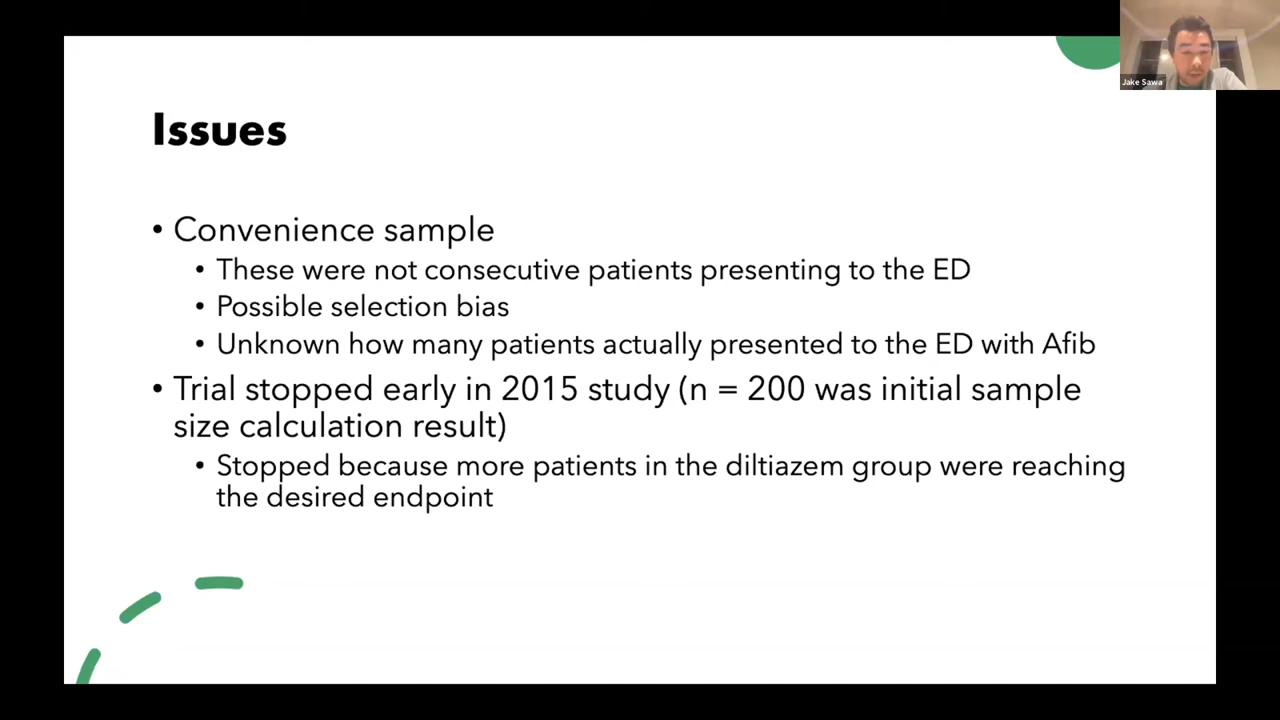 Jake Sawa
Issues
• Convenience sample
• These were not consecutive patients presenting to the ED
• Possible selection bias
• Unknown how many patients actually presented to the ED with Afib
• Trial stopped early in 2015 study (n = 200 was initial sample
size calculation result)
• Stopped because more patients in the diltiazem group were reaching
the desired endpoint